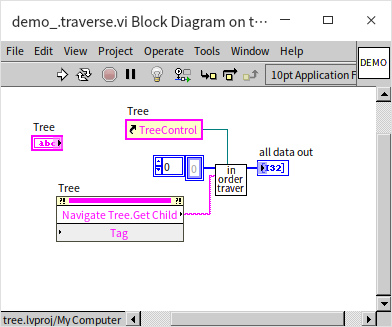 demo_.traverse.vi Block Diagram on t...
File Edit View Project Operate Tools Window Help
10pt Application F
DEMO
Tree
abc
Tree
TreeControl
0
0
in
order
traver
all data out
I32
Tree
?! ?!
Navigate Tree.Get Child
Tag
tree.lvproj/My Computer